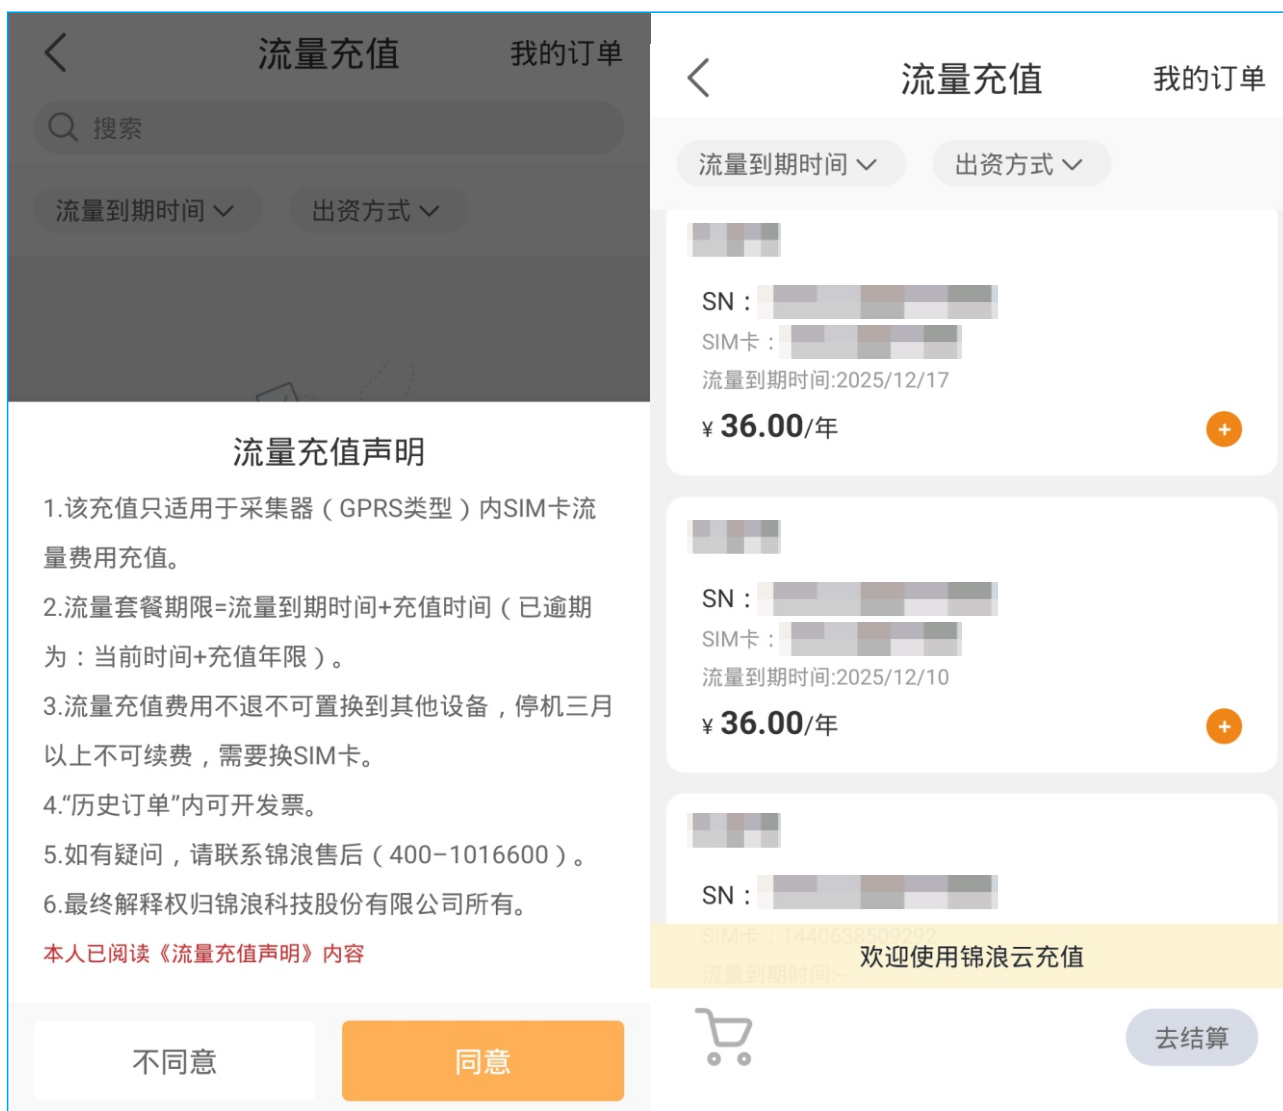 流量充值
我的订单
搜索
流量到期时间
出资方式
流量充值声明
1.该充值只适用于采集器（GPRS类型）内SIM卡流
量费用充值。
2.流量套餐期限=流量到期时间+充值时间（已逾期
为：当前时间+充值年限）。
3.流量充值费用不退不可置换到其他设备，停机三月
以上不可续费，需要换SIM卡。
4.“历史订单”内可开发票。
5.如有疑问，请联系锦浪售后（400-1016600）。
6.最终解释权归锦浪科技股份有限公司所有。
本人已阅读《流量充值声明》内容
不同意
同意
流量充值
我的订单
流量到期时间
出资方式
SN：
SIM卡：
流量到期时间:2025/12/17
¥ 36.00/年
SN：
SIM卡：
流量到期时间:2025/12/10
¥ 36.00/年
SN：
SIM卡：1440638509292
流量到期时间:--
欢迎使用锦浪云充值
去结算